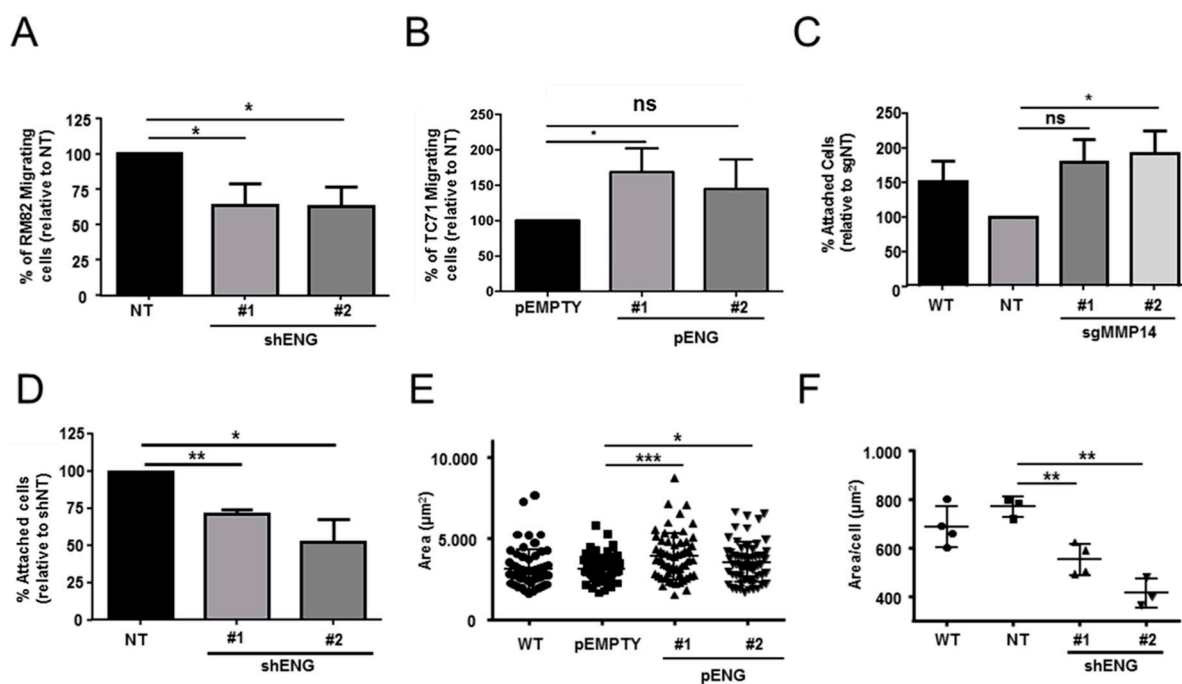 A
% of RM82 Migrating
cells (relative to NT)
125
100
75
50
25
0
*
*
NT
#1
#2
shENG
B
% of TC71 Migrating
cells (relative to NT)
250
200
150
100
50
0
ns
*
pEMPTY
#1
#2
pENG
C
% Attached Cells
(relative to sgNT)
250
200
150
100
50
0
*
ns
WT
NT
#1
#2
sgMMP14
D
% Attached cells
(relative to shNT)
125
100
75
50
25
0
*
**
NT
#1
#2
shENG
E
Area (µm²)
10.000
5.000
0
*
***
WT
pEMPTY
#1
#2
pENG
F
Area/cell (µm²)
1.000
800
600
400
**
**
WT
NT
#1
#2
shENG